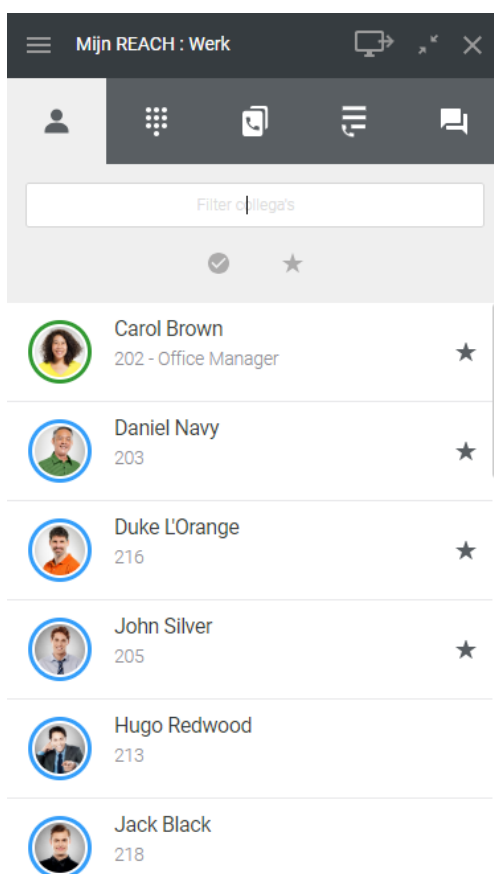 Mijn REACH : Werk
Filter collega's
Carol Brown
202 - Office Manager
Daniel Navy
203
Duke L'Orange
216
John Silver
205
Hugo Redwood
213
Jack Black
218